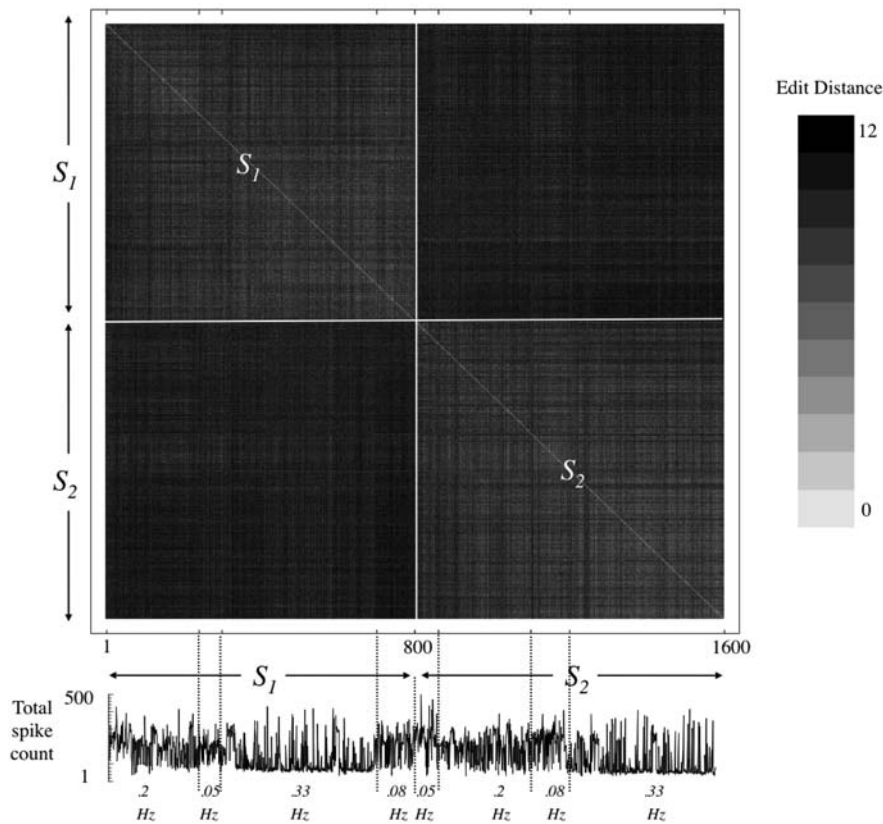 Edit Distance
12
0
S1
S1
S2
S2
1
800
1600
S1
S2
Total
spike
count
500
1
.2
Hz
.05
Hz
.33
Hz
.08
Hz
.05
Hz
.2
Hz
.08
Hz
.33
Hz